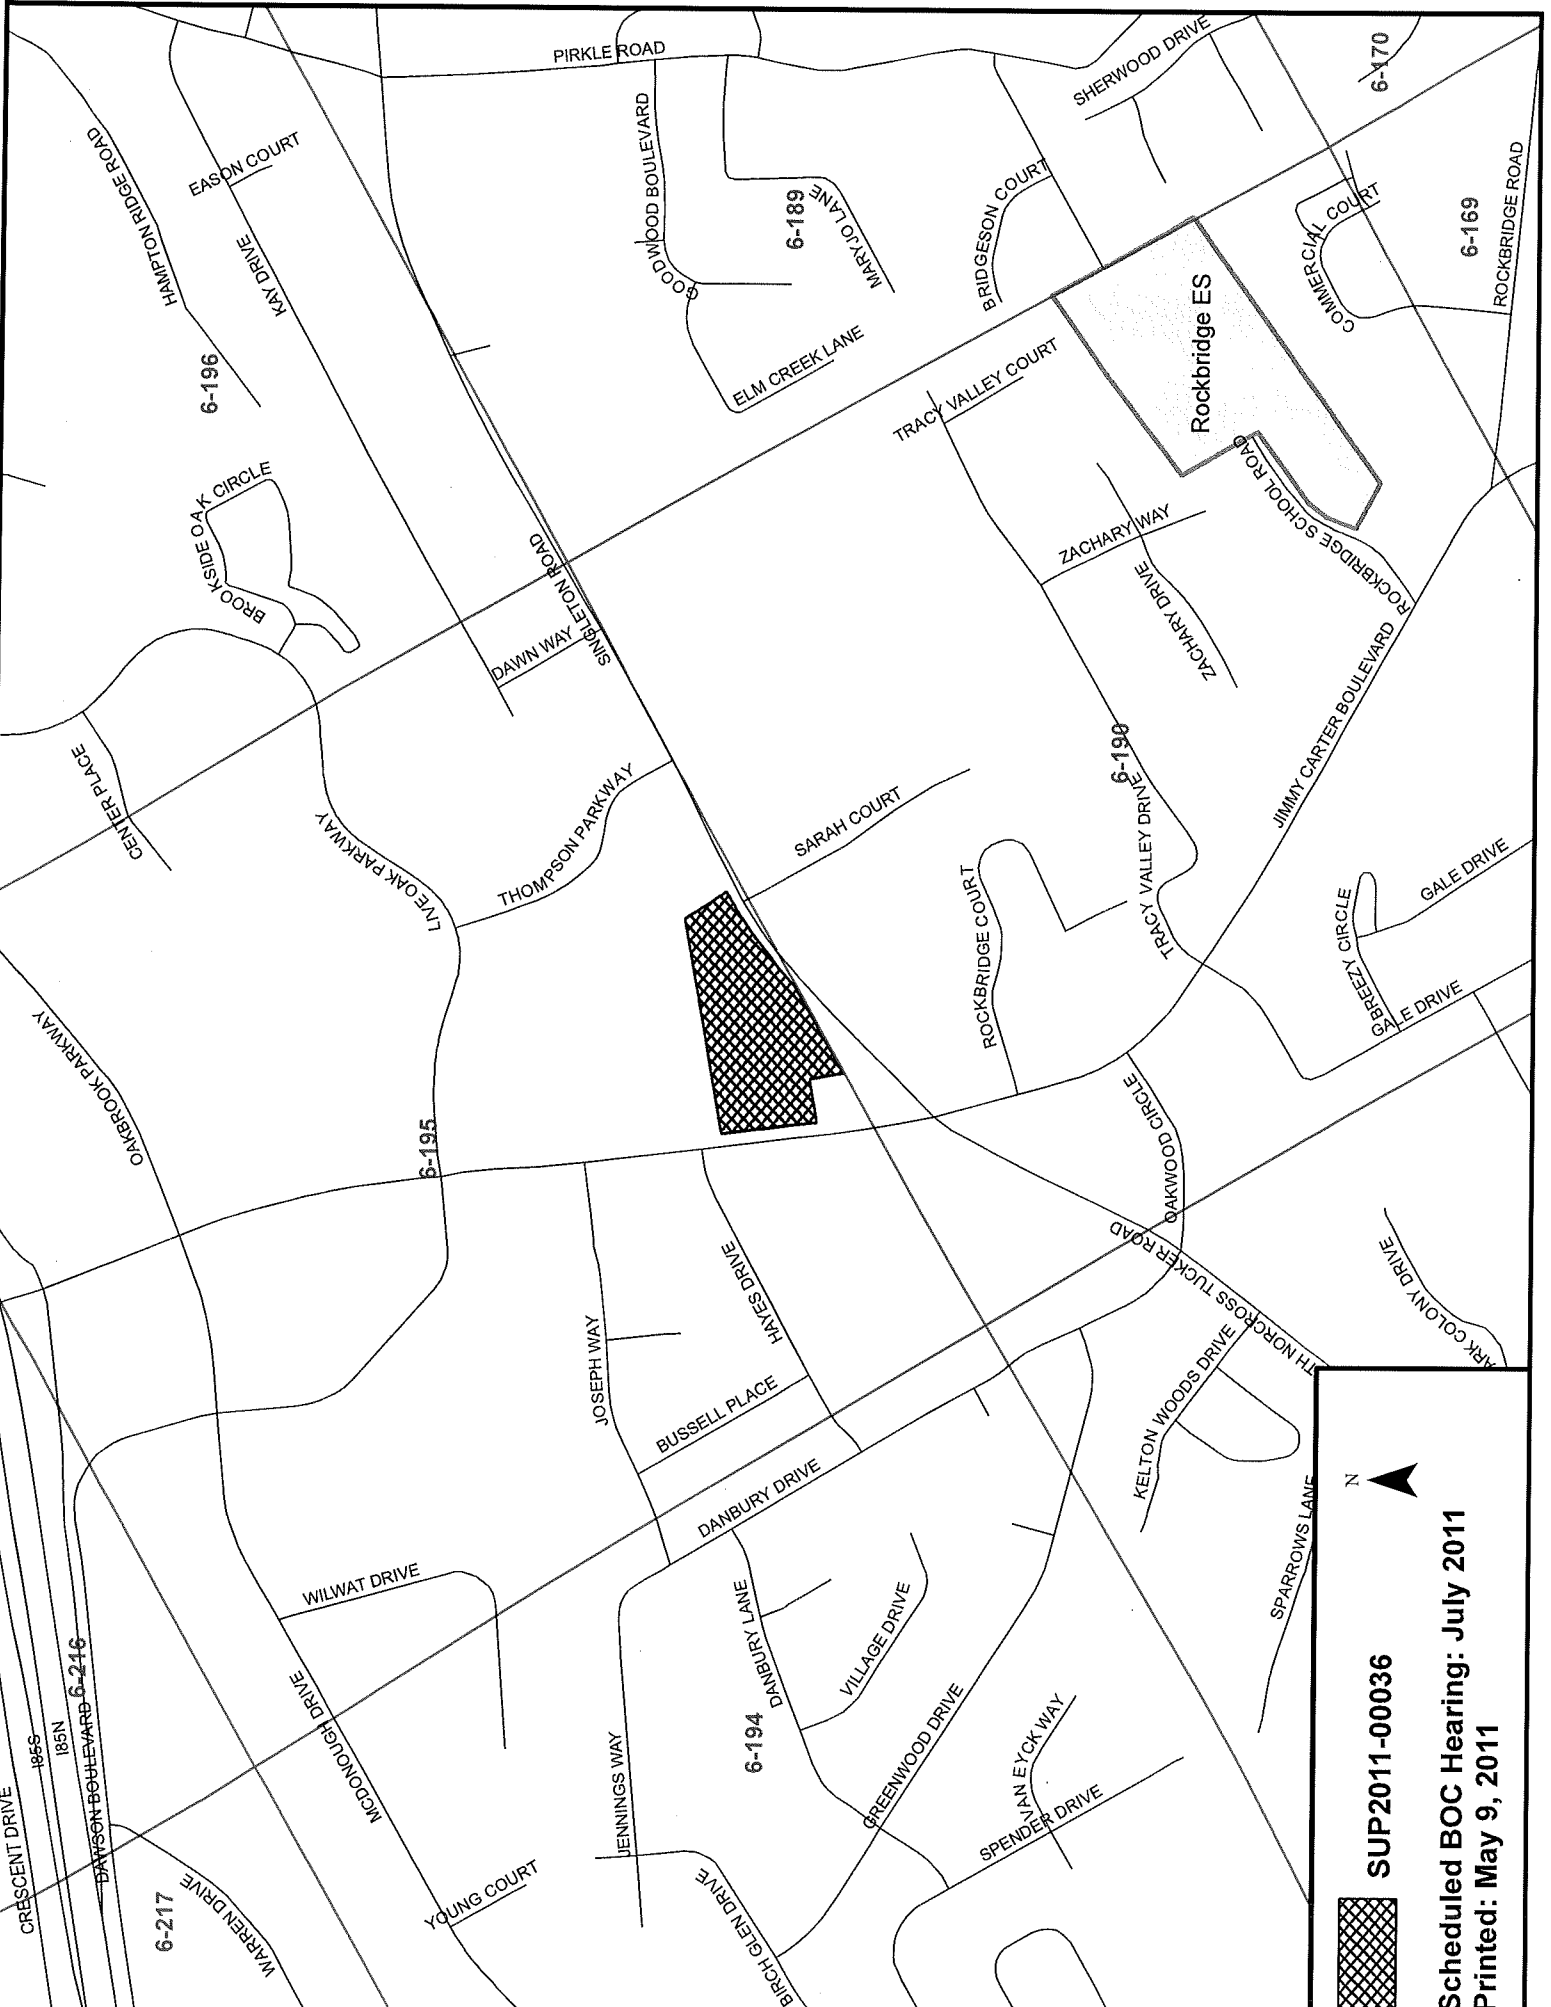 PIRKLE ROAD
SHERWOOD DRIVE
6-170
HAMPTON RIDGE ROAD
EASON COURT
KAY DRIVE
GOODWOOD BOULEVARD
6-189
MARYJO LANE
BRIDGESON COURT
COMMERCIAL COURT
6-169
ROCKBRIDGE ROAD
6-196
ELM CREEK LANE
TRACY VALLEY COURT
Rockbridge ES
BROOKSIDE OAK CIRCLE
SINGLETON ROAD
DAWN WAY
ZACHARY WAY
ZACHARY DRIVE
ROCKBRIDGE SCHOOL ROAD
CENTER PLACE
LIVE OAK PARKWAY
THOMPSON PARKWAY
SARAH COURT
6-190
TRACY VALLEY DRIVE
JIMMY CARTER BOULEVARD
ROCKBRIDGE COURT
BREEZY CIRCLE
GALE DRIVE
GALE DRIVE
OAKBROOK PARKWAY
6-195
OAKWOOD CIRCLE
HAYES DRIVE
JOSEPH WAY
BUSSELL PLACE
TH NORCROSS TUCKER ROAD
ARK COLONY DRIVE
KELTON WOODS DRIVE
DANBURY DRIVE
SPARROWS LANE
WILWAT DRIVE
DANBURY LANE
VILLAGE DRIVE
6-216
I85S
I85N
DAWSON BOULEVARD
CRESCENT DRIVE
MCDONOUGH DRIVE
JENNINGS WAY
6-194
GREENWOOD DRIVE
VAN EYCK WAY
SPENDER DRIVE
6-217
WARREN DRIVE
YOUNG COURT
BIRCH GLEN DRIVE
N
SUP2011-00036
Scheduled BOC Hearing: July 2011
Printed: May 9, 2011